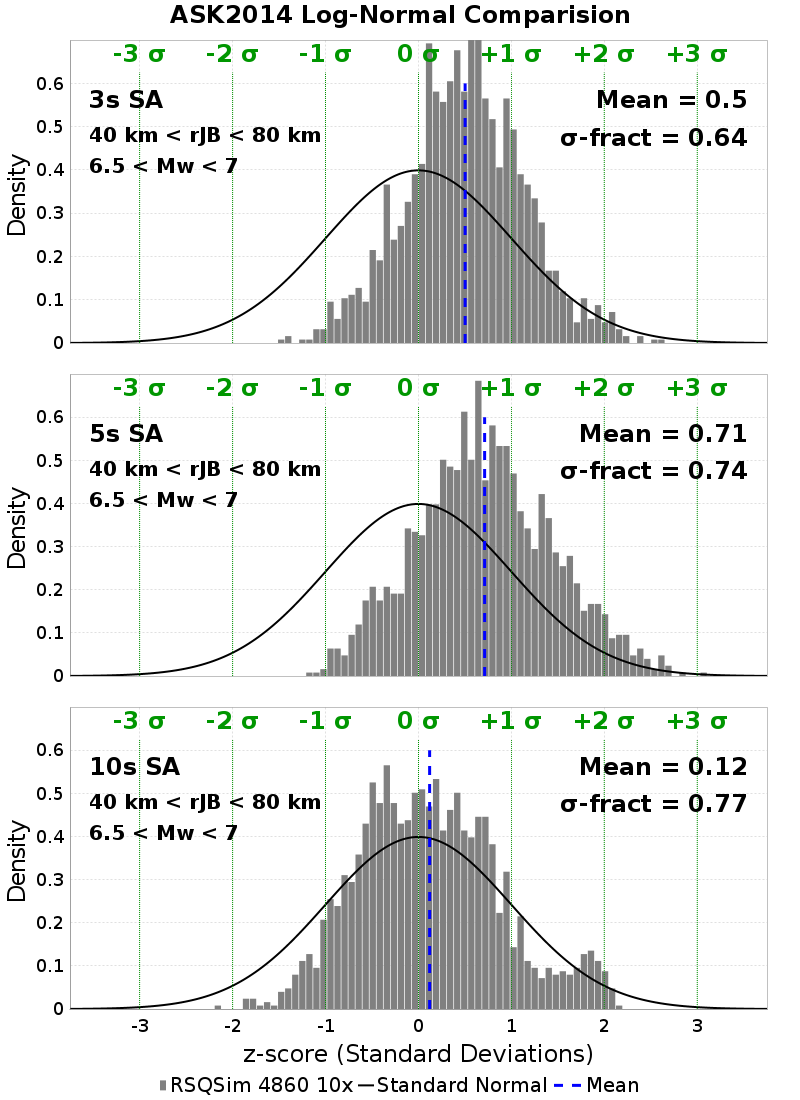 ASK2014 Log-Normal Comparision
-3 σ -2 σ -1 σ 0 σ +1 σ +2 σ +3 σ
3s SA
40 km < rJB < 80 km
6.5 < Mw < 7
Mean = 0.5
σ-fract = 0.64
Density
0.6
0.5
0.4
0.3
0.2
0.1
0
-3 σ -2 σ -1 σ 0 σ +1 σ +2 σ +3 σ
5s SA
40 km < rJB < 80 km
6.5 < Mw < 7
Mean = 0.71
σ-fract = 0.74
Density
0.6
0.5
0.4
0.3
0.2
0.1
0
-3 σ -2 σ -1 σ 0 σ +1 σ +2 σ +3 σ
10s SA
40 km < rJB < 80 km
6.5 < Mw < 7
Mean = 0.12
σ-fract = 0.77
Density
0.6
0.5
0.4
0.3
0.2
0.1
0
-3 -2 -1 0 1 2 3
z-score (Standard Deviations)
RSQSim 4860 10x Standard Normal Mean